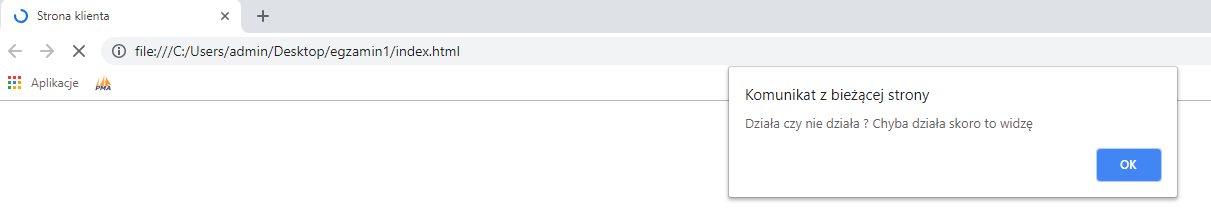 Strona klienta
file:///C:/Users/admin/Desktop/egzamin1/index.html
Aplikacje
PMA
Komunikat z bieżącej strony
Działa czy nie działa ? Chyba działa skoro to widzę
OK